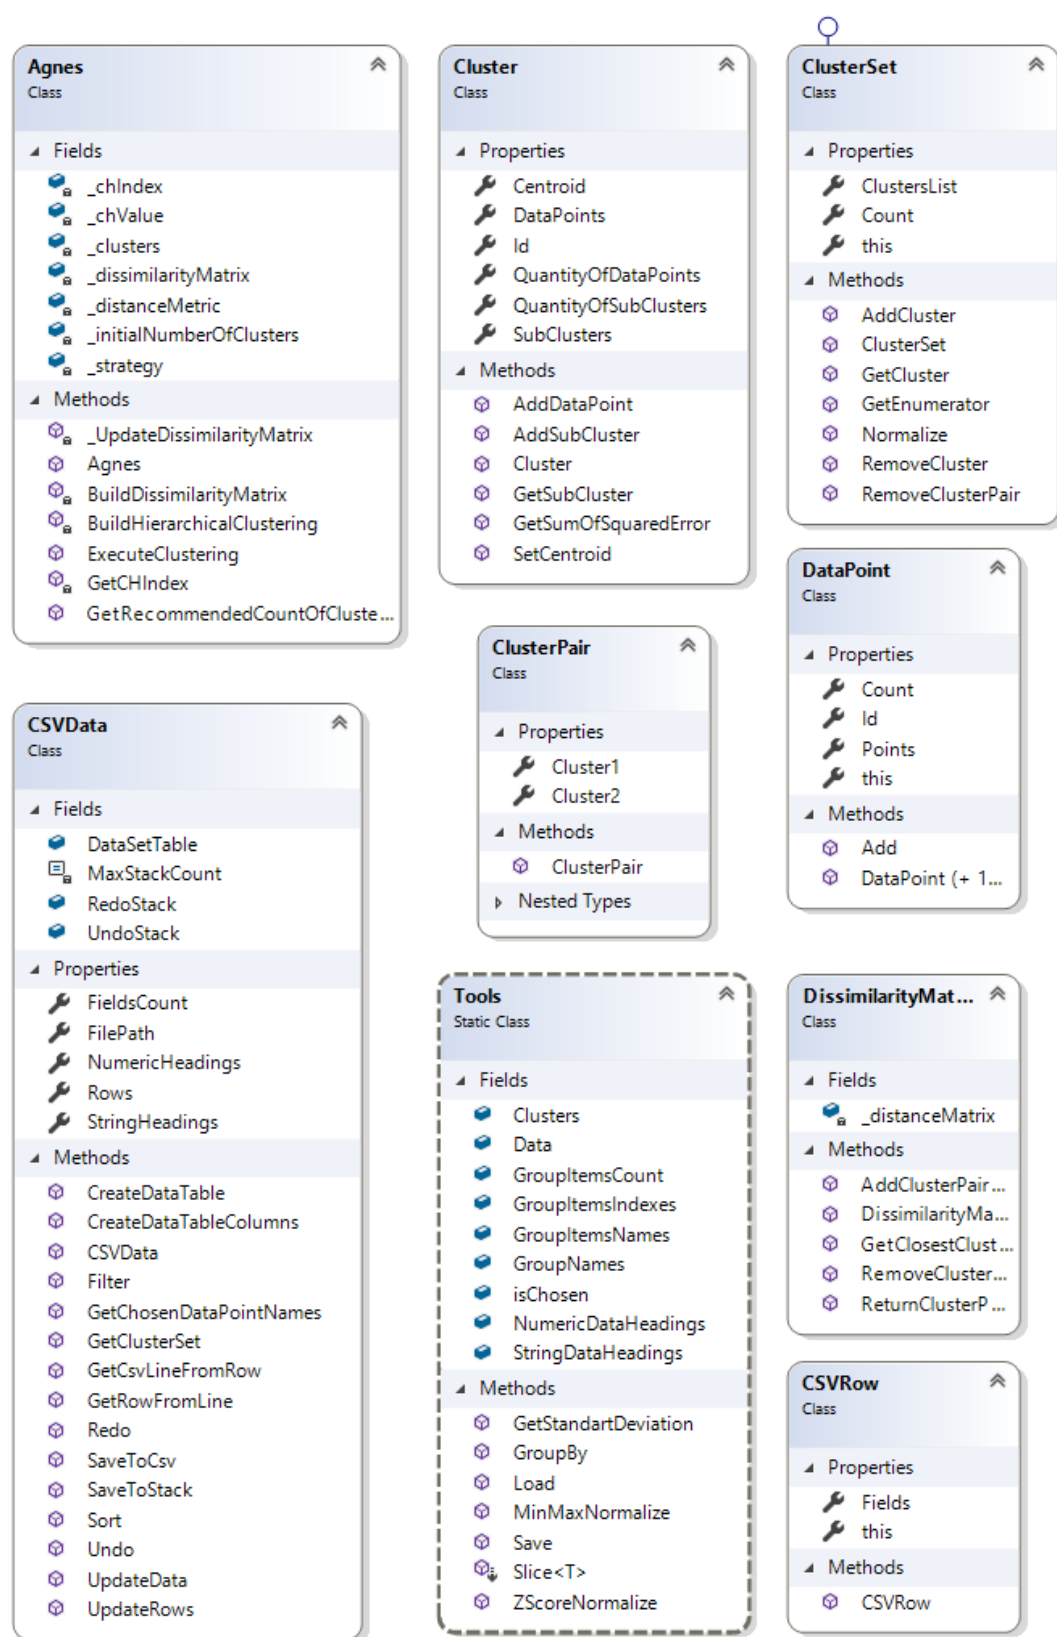 Agnes
Class
Fields
_chIndex
_chValue
_clusters
_dissimilarityMatrix
_distanceMetric
_initialNumberOfClusters
_strategy
Methods
_UpdateDissimilarityMatrix
Agnes
BuildDissimilarityMatrix
BuildHierarchicalClustering
ExecuteClustering
GetCHIndex
GetRecommendedCountOfCluste...
Cluster
Class
Properties
Centroid
DataPoints
Id
QuantityOfDataPoints
QuantityOfSubClusters
SubClusters
Methods
AddDataPoint
AddSubCluster
Cluster
GetSubCluster
GetSumOfSquaredError
SetCentroid
ClusterSet
Class
Properties
ClustersList
Count
this
Methods
AddCluster
ClusterSet
GetCluster
GetEnumerator
Normalize
RemoveCluster
RemoveClusterPair
DataPoint
Class
Properties
Count
Id
Points
this
Methods
Add
DataPoint (+ 1...
ClusterPair
Class
Properties
Cluster1
Cluster2
Methods
ClusterPair
Nested Types
CSVData
Class
Fields
DataSetTable
MaxStackCount
RedoStack
UndoStack
Properties
FieldsCount
FilePath
NumericHeadings
Rows
StringHeadings
Methods
CreateDataTable
CreateDataTableColumns
CSVData
Filter
GetChosenDataPointNames
GetClusterSet
GetCsvLineFromRow
GetRowFromLine
Redo
SaveToCsv
SaveToStack
Sort
Undo
UpdateData
UpdateRows
Tools
Static Class
Fields
Clusters
Data
GroupItemsCount
GroupItemsIndexes
GroupItemsNames
GroupNames
isChosen
NumericDataHeadings
StringDataHeadings
Methods
GetStandartDeviation
GroupBy
Load
MinMaxNormalize
Save
Slice<T>
ZScoreNormalize
DissimilarityMat...
Class
Fields
_distanceMatrix
Methods
AddClusterPair...
DissimilarityMa...
GetClosestClust...
RemoveCluster...
ReturnClusterP...
CSVRow
Class
Properties
Fields
this
Methods
CSVRow